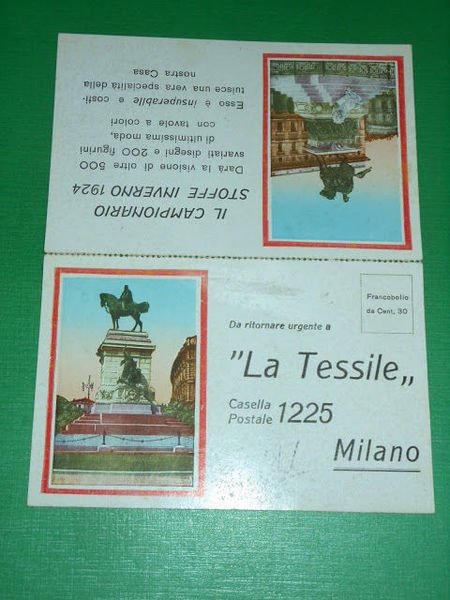 IL CAMPIONARIO
STOFFE INVERNO 1924
Darà la visione di oltre 500
svariati disegni e 200 figurini
di ultimissima moda,
con tavole a colori
Esso è insuperabile e costi-
tuisce una vera specialità della
nostra Casa
Francobollo
da Cent, 30
Da ritornare urgente a
"La Tessile„
Casella
Postale 1225
Milano